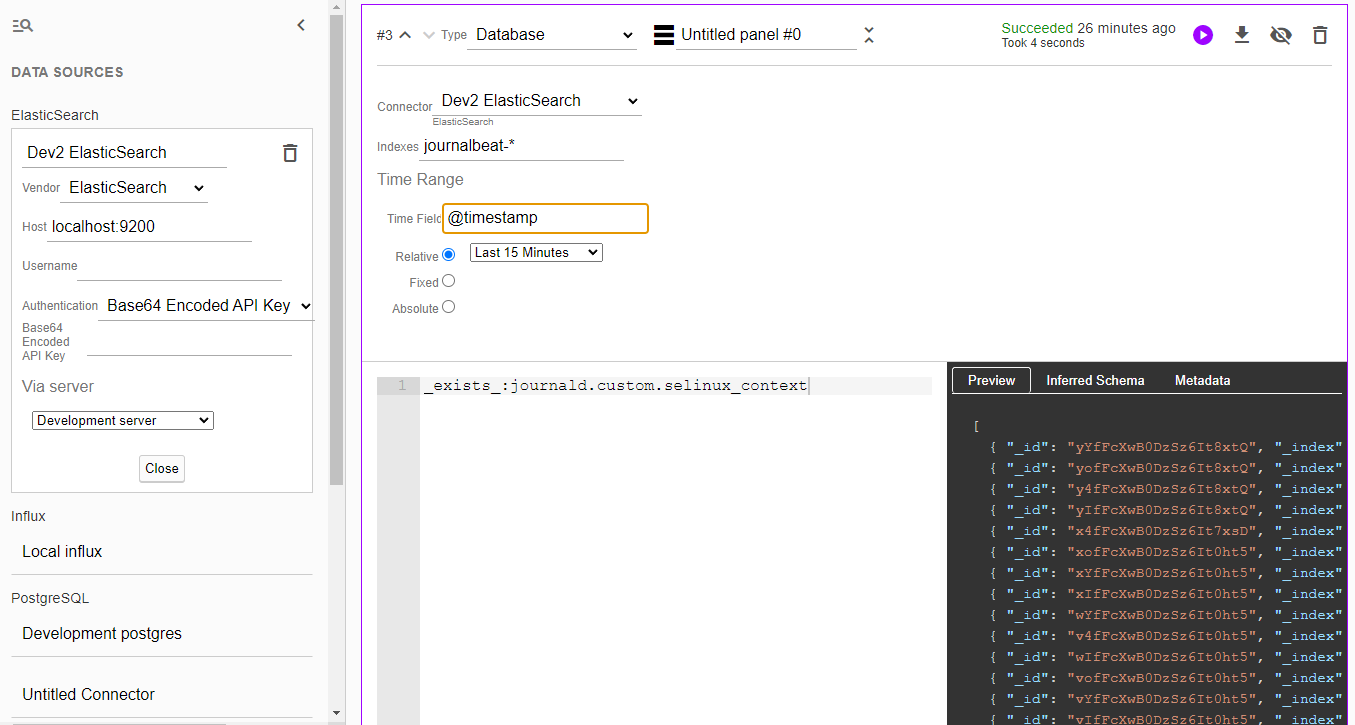 DATA SOURCES
ElasticSearch
Dev2 ElasticSearch
Vendor ElasticSearch
Host localhost:9200
Username
Authentication Base64 Encoded API Key
Base64
Encoded
API Key
Via server
Development server
Close
Influx
Local influx
PostgreSQL
Development postgres
Untitled Connector
#3 Type Database Untitled panel #0
Succeeded 26 minutes ago
Took 4 seconds
Connector Dev2 ElasticSearch
ElasticSearch
Indexes journalbeat-*
Time Range
Time Field @timestamp
Relative Last 15 Minutes
Fixed
Absolute
1 _exists_:journald.custom.selinux_context
Preview Inferred Schema Metadata
[
{ "_id": "yYfFcXwB0DzSz6It8xtQ", "_index"
{ "_id": "yofFcXwB0DzSz6It8xtQ", "_index"
{ "_id": "y4fFcXwB0DzSz6It8xtQ", "_index"
{ "_id": "yIfFcXwB0DzSz6It8xtQ", "_index"
{ "_id": "x4fFcXwB0DzSz6It7xsD", "_index"
{ "_id": "xofFcXwB0DzSz6It0ht5", "_index"
{ "_id": "xYfFcXwB0DzSz6It0ht5", "_index"
{ "_id": "xIfFcXwB0DzSz6It0ht5", "_index"
{ "_id": "wYfFcXwB0DzSz6It0ht5", "_index"
{ "_id": "v4fFcXwB0DzSz6It0ht5", "_index"
{ "_id": "wIfFcXwB0DzSz6It0ht5", "_index"
{ "_id": "vofFcXwB0DzSz6It0ht5", "_index"
{ "_id": "vYfFcXwB0DzSz6It0ht5", "_index"
{ "_id": "vIfFcXwB0DzSz6It0ht5", "_index"